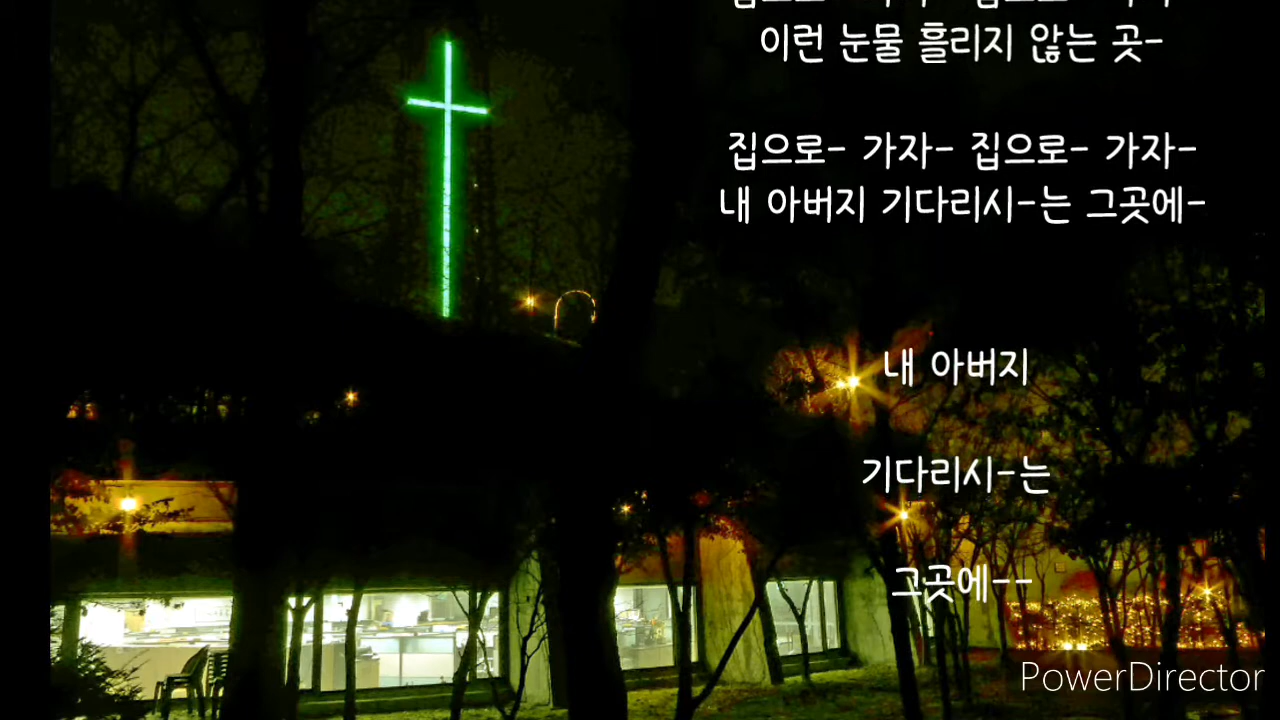 이런 눈물 흘리지 않는 곳-
집으로- 가자- 집으로- 가자-
내 아버지 기다리시-는 그곳에-
내 아버지
기다리시-는
그곳에--
PowerDirector